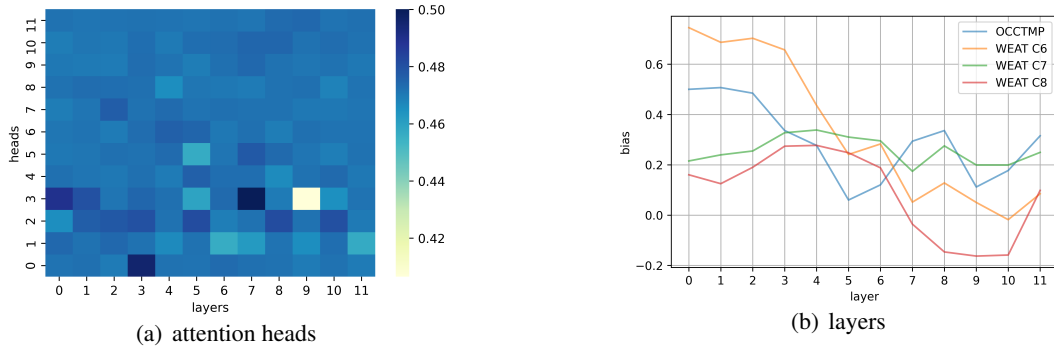 11
10
9
8
7
6
5
4
3
2
1
0
heads
0 1 2 3 4 5 6 7 8 9 10 11
layers
0.50
0.48
0.46
0.44
0.42
(a) attention heads
OCCTMP
WEAT C6
WEAT C7
WEAT C8
0.6
0.4
0.2
0.0
−0.2
bias
0 1 2 3 4 5 6 7 8 9 10 11
layer
(b) layers